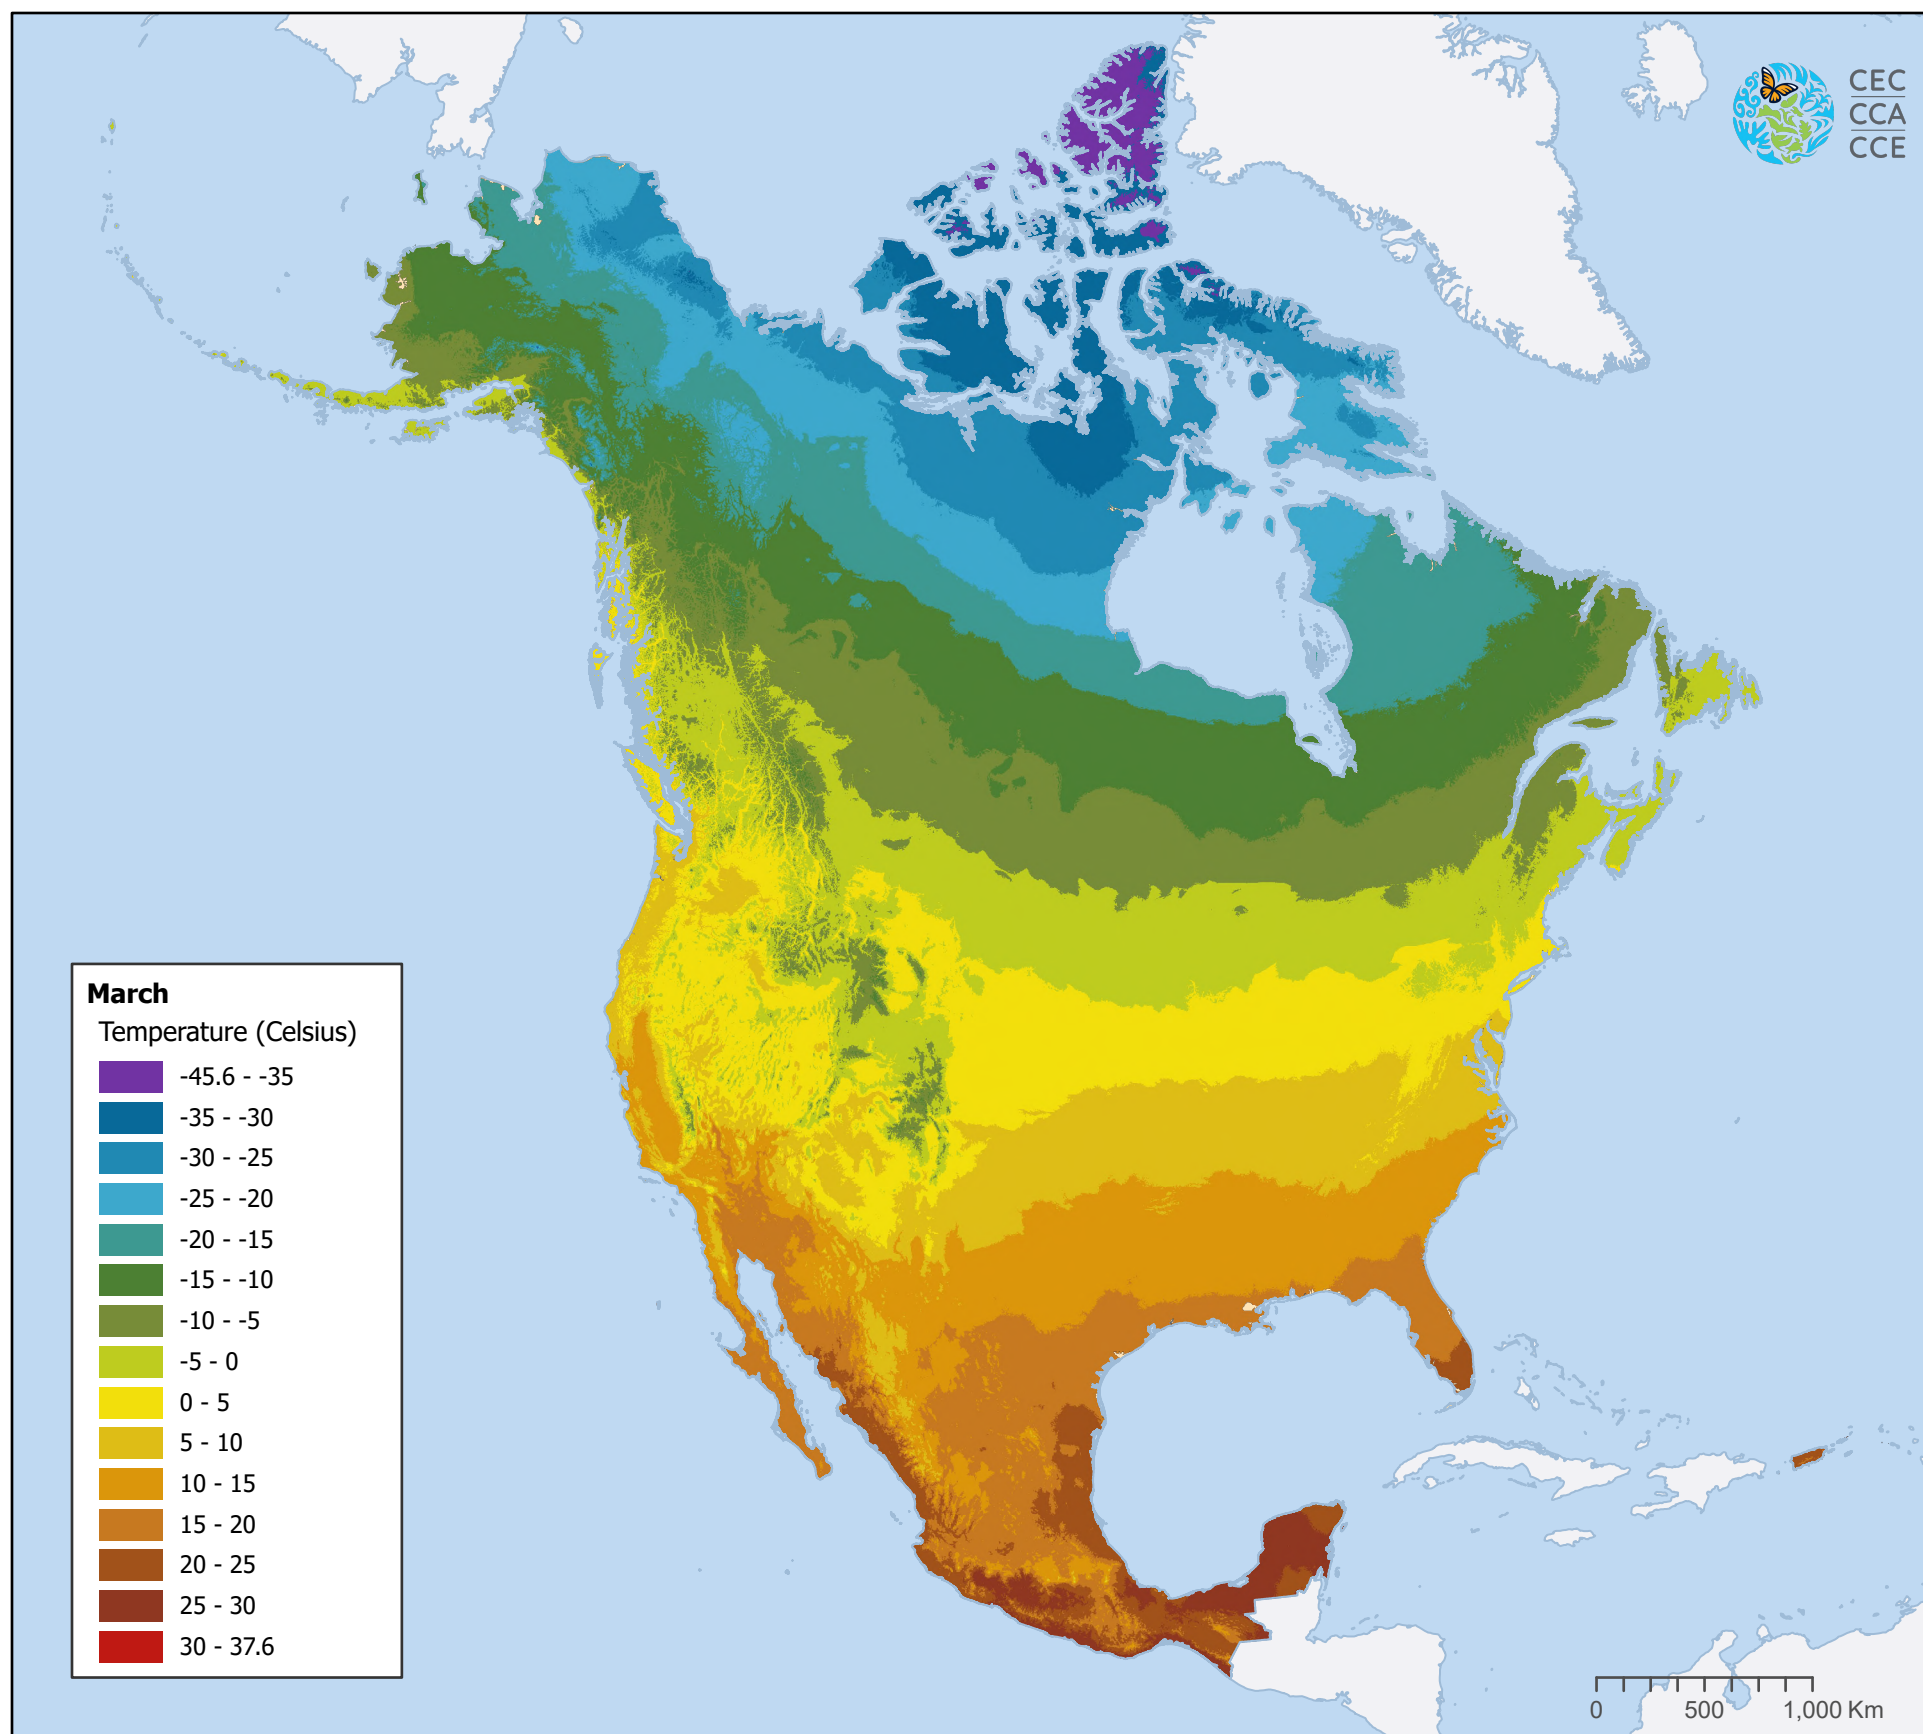 CEC
CCA
CCE
March
Temperature (Celsius)
-45.6 - -35
-35 - -30
-30 - -25
-25 - -20
-20 - -15
-15 - -10
-10 - -5
-5 - 0
0 - 5
5 - 10
10 - 15
15 - 20
20 - 25
25 - 30
30 - 37.6
0 500 1,000 Km